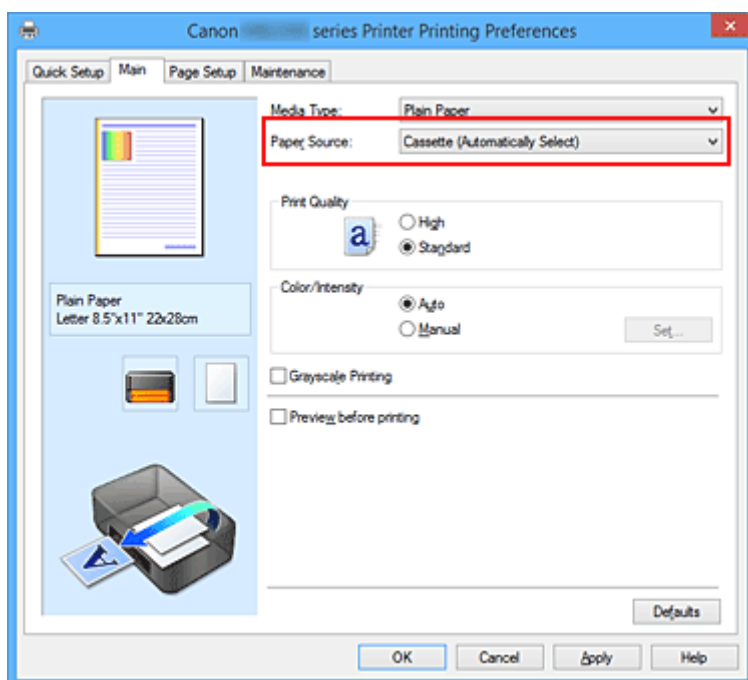 Canon series Printer Printing Preferences
Quick Setup Main Page Setup Maintenance
Media Type: Plain Paper
Paper Source: Cassette (Automatically Select)
Print Quality
a
High
Standard
Color/Intensity
Auto
Manual
Set...
Plain Paper
Letter 8.5"x11" 22x28cm
Grayscale Printing
Preview before printing
A
Defaults
OK Cancel Apply Help